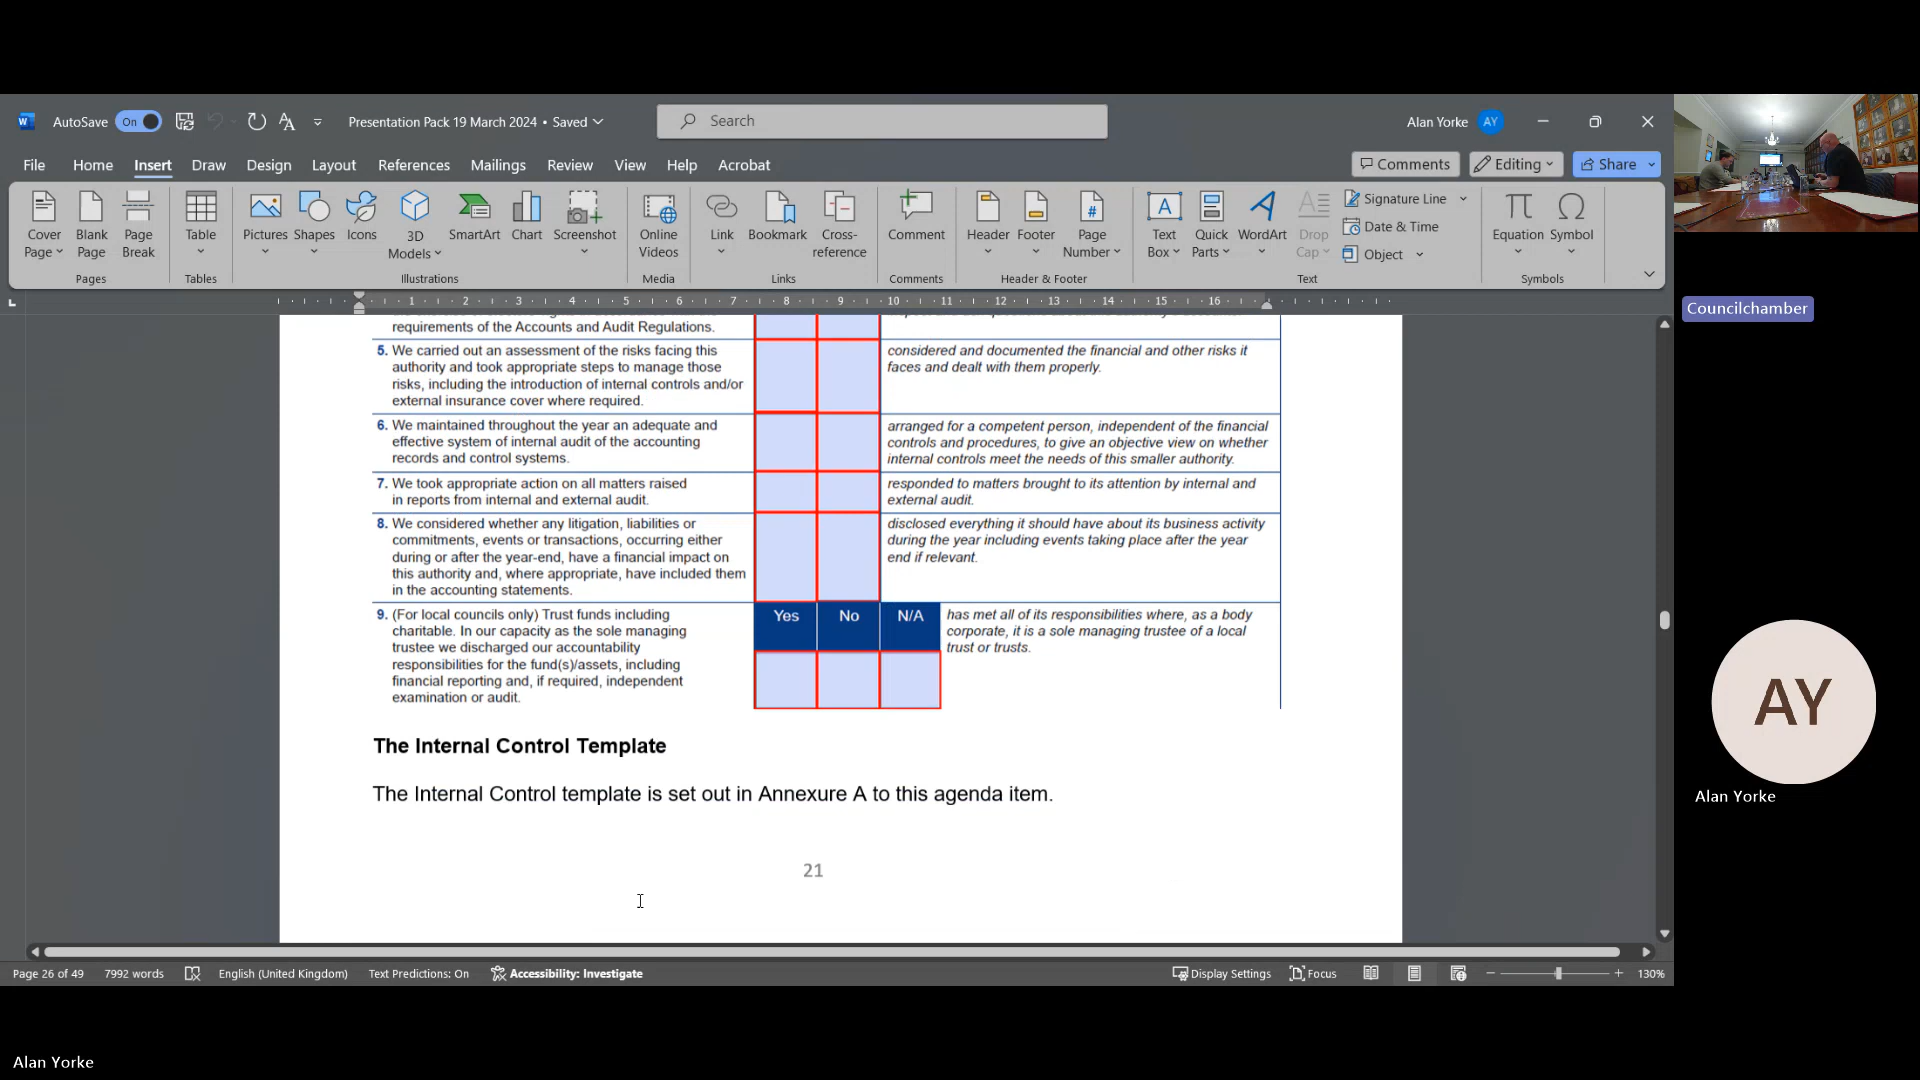 AutoSave On Presentation Pack 19 March 2024 • Saved Search Alan Yorke AY
File Home Insert Draw Design Layout References Mailings Review View Help Acrobat Comments Editing Share
Cover Page Blank Page Page Break Table Pictures Shapes Icons 3D Models SmartArt Chart Screenshot Online Videos Link Bookmark Cross-reference Comment Header Footer Page Number Text Box Quick Parts WordArt Drop Cap Signature Line Date & Time Object Equation Symbol
Pages Tables Illustrations Media Links Comments Header & Footer Text Symbols
1 2 3 4 5 6 7 8 9 10 11 12 13 14 15 16
requirements of the Accounts and Audit Regulations.
5. We carried out an assessment of the risks facing this
authority and took appropriate steps to manage those
risks, including the introduction of internal controls and/or
external insurance cover where required.
considered and documented the financial and other risks it
faces and dealt with them properly.
6. We maintained throughout the year an adequate and
effective system of internal audit of the accounting
records and control systems.
arranged for a competent person, independent of the financial
controls and procedures, to give an objective view on whether
internal controls meet the needs of this smaller authority.
7. We took appropriate action on all matters raised
in reports from internal and external audit.
responded to matters brought to its attention by internal and
external audit.
8. We considered whether any litigation, liabilities or
commitments, events or transactions, occurring either
during or after the year-end, have a financial impact on
this authority and, where appropriate, have included them
in the accounting statements.
disclosed everything it should have about its business activity
during the year including events taking place after the year
end if relevant.
9. (For local councils only) Trust funds including
charitable. In our capacity as the sole managing
trustee we discharged our accountability
responsibilities for the fund(s)/assets, including
financial reporting and, if required, independent
examination or audit.
Yes No N/A
has met all of its responsibilities where, as a body
corporate, it is a sole managing trustee of a local
trust or trusts.
The Internal Control Template
The Internal Control template is set out in Annexure A to this agenda item.
21
Page 26 of 49 7992 words English (United Kingdom) Text Predictions: On Accessibility: Investigate Display Settings Focus 130%
Councilchamber
AY
Alan Yorke
Alan Yorke